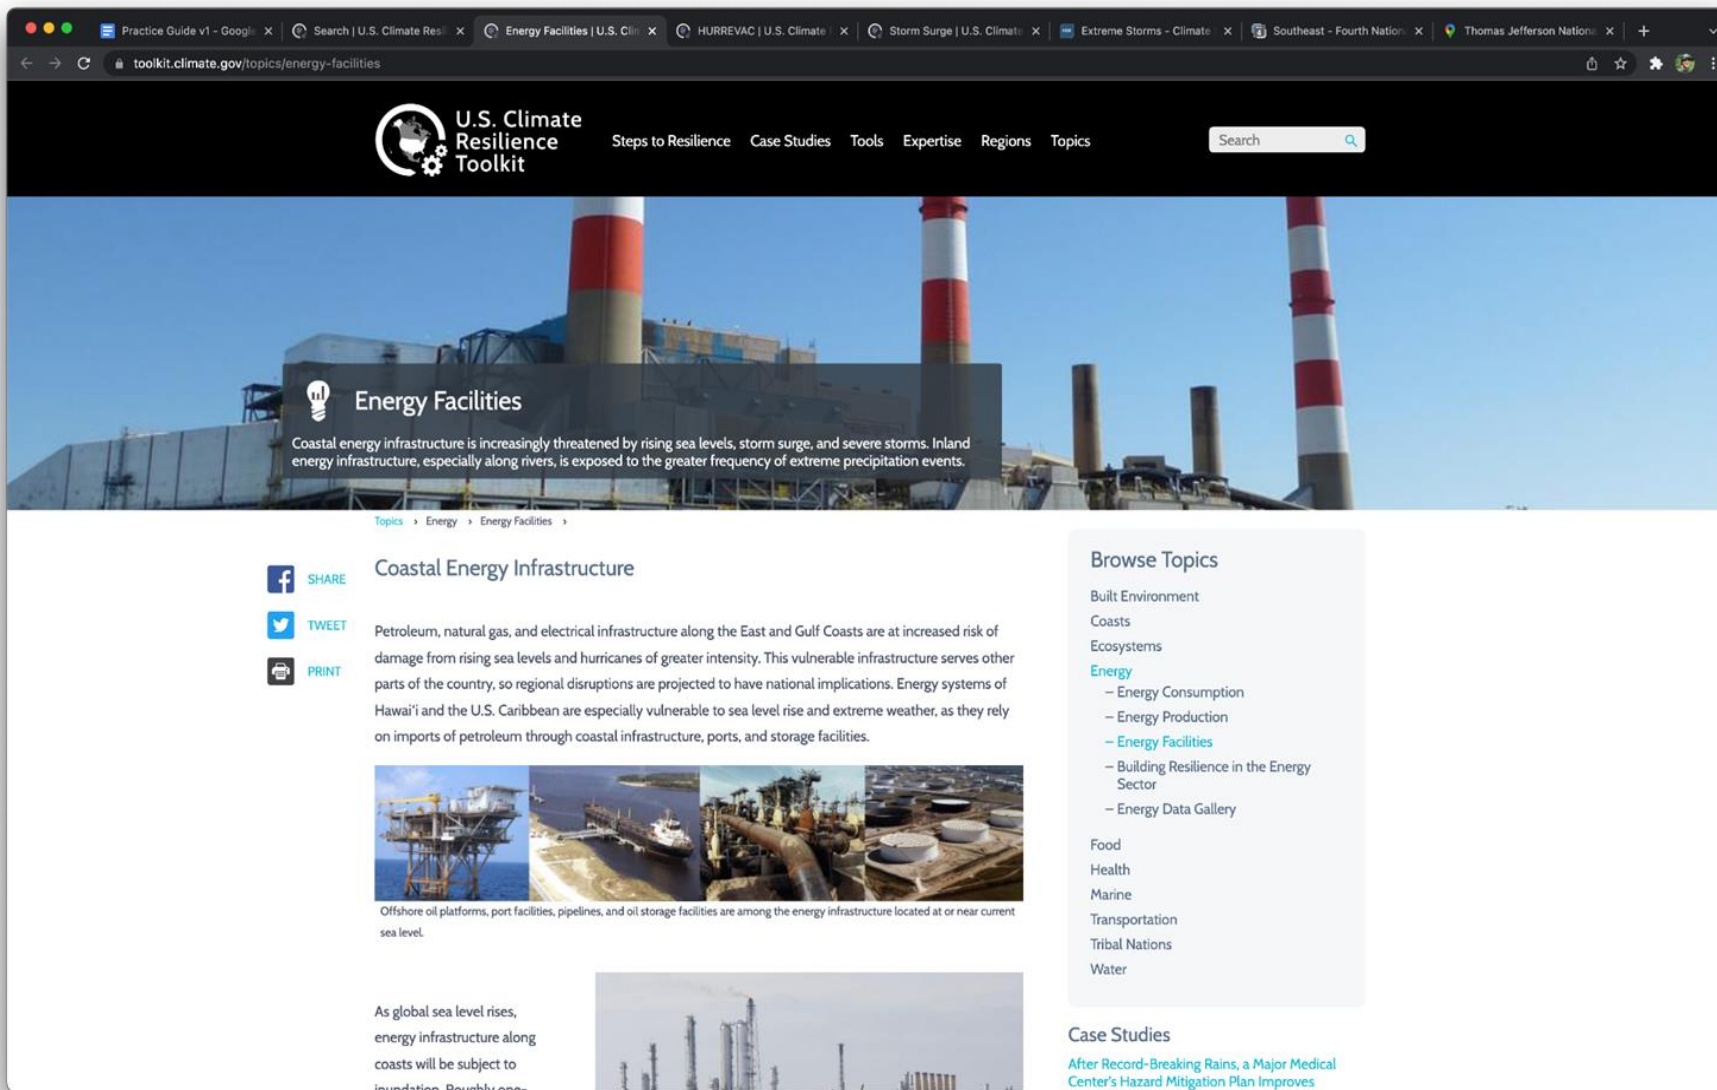 Practice Guide v1 - Google
Search | U.S. Climate Resili
Energy Facilities | U.S. Clim
HURREVAC | U.S. Climate
Storm Surge | U.S. Climate
Extreme Storms - Climate
Southeast - Fourth Nation
Thomas Jefferson Nationa
toolkit.climate.gov/topics/energy-facilities
U.S. Climate
Resilience
Toolkit
Steps to Resilience Case Studies Tools Expertise Regions Topics
Search
Energy Facilities
Coastal energy infrastructure is increasingly threatened by rising sea levels, storm surge, and severe storms. Inland
energy infrastructure, especially along rivers, is exposed to the greater frequency of extreme precipitation events.
Topics › Energy › Energy Facilities ›
SHARE
TWEET
PRINT
Coastal Energy Infrastructure
Petroleum, natural gas, and electrical infrastructure along the East and Gulf Coasts are at increased risk of
damage from rising sea levels and hurricanes of greater intensity. This vulnerable infrastructure serves other
parts of the country, so regional disruptions are projected to have national implications. Energy systems of
Hawaiʻi and the U.S. Caribbean are especially vulnerable to sea level rise and extreme weather, as they rely
on imports of petroleum through coastal infrastructure, ports, and storage facilities.
Offshore oil platforms, port facilities, pipelines, and oil storage facilities are among the energy infrastructure located at or near current
sea level.
As global sea level rises,
energy infrastructure along
coasts will be subject to
inundation. Roughly one-
Browse Topics
Built Environment
Coasts
Ecosystems
Energy
– Energy Consumption
– Energy Production
– Energy Facilities
– Building Resilience in the Energy
Sector
– Energy Data Gallery
Food
Health
Marine
Transportation
Tribal Nations
Water
Case Studies
After Record-Breaking Rains, a Major Medical
Center's Hazard Mitigation Plan Improves